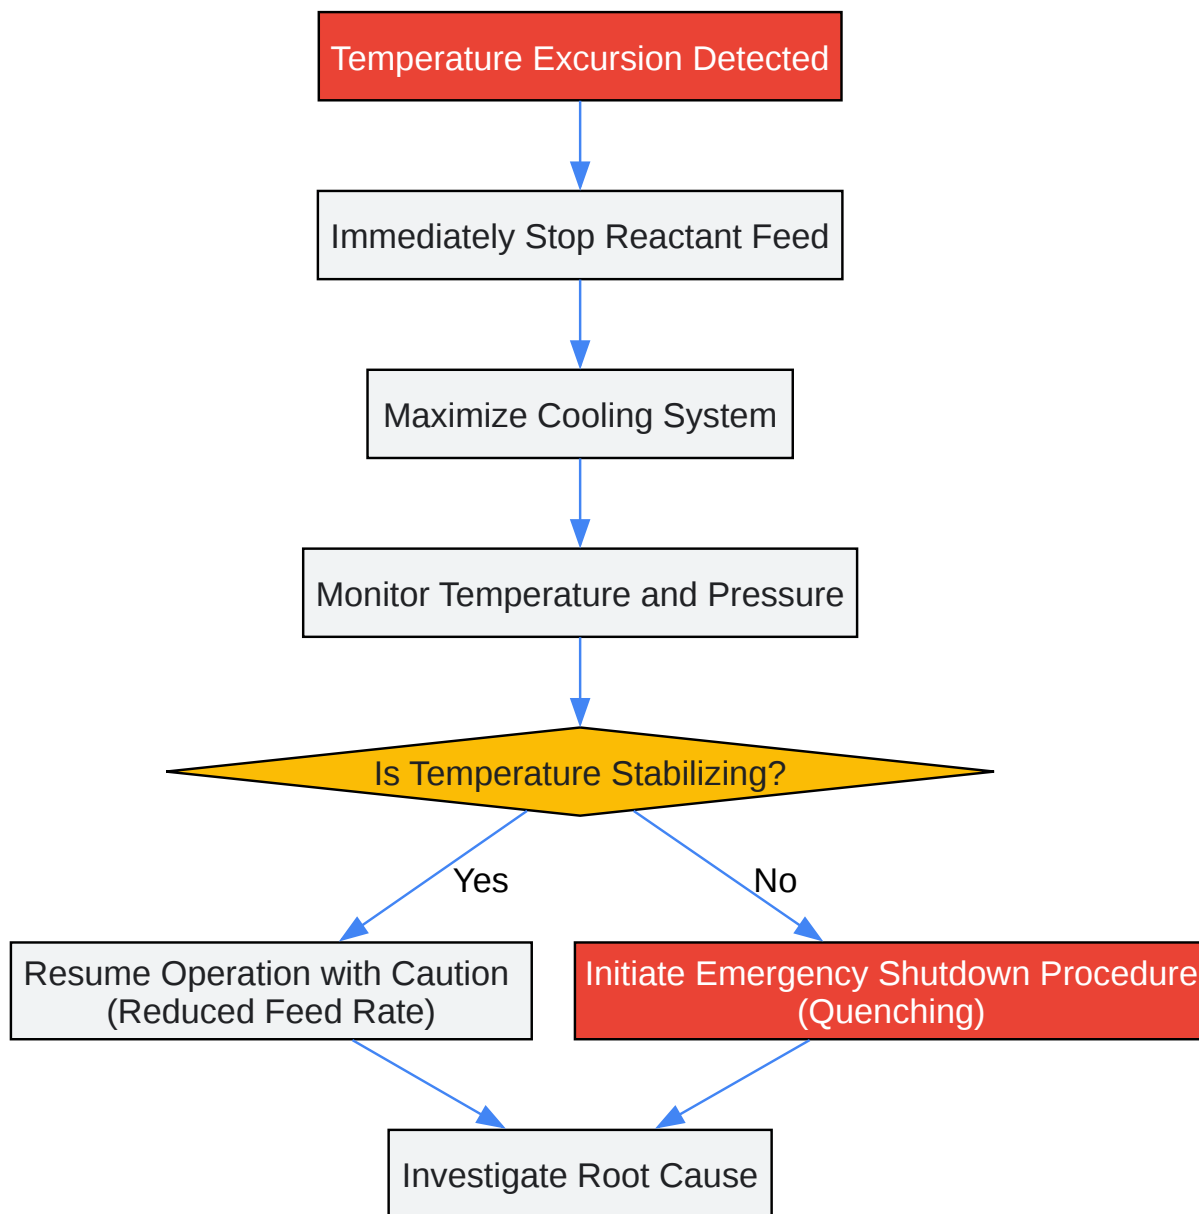 Temperature Excursion Detected
Immediately Stop Reactant Feed
Maximize Cooling System
Monitor Temperature and Pressure
Is Temperature Stabilizing?
Yes
No
Resume Operation with Caution
(Reduced Feed Rate)
Initiate Emergency Shutdown Procedure
(Quenching)
Investigate Root Cause